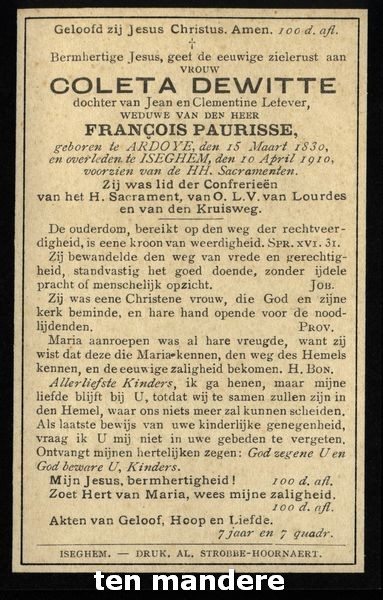 Geloofd zij Jesus Christus. Amen. 100 d. afl.
†
Bermhertige Jesus, geef de eeuwige zielerust aan
VROUW
COLETA DEWITTE
dochter van Jean en Clementine Lefever,
WEDUWE VAN DEN HEER
FRANÇOIS PAURISSE,
geboren te ARDOYE, den 15 Maart 1830,
en overleden te ISEGHEM, den 10 April 1910,
voorzien van de HH. Sacramenten.
Zij was lid der Confrerieën
van het H. Sacrament, van O. L. V. van Lourdes
en van den Kruisweg.
De ouderdom, bereikt op den weg der rechtveer-
digheid, is eene kroon van weerdigheid. SPR. XVI. 31.
Zij bewandelde den weg van vrede en gerechtig-
heid, standvastig het goed doende, zonder ijdele
pracht of menschelijk opzicht. JOB.
Zij was eene Christene vrouw, die God en zijne
kerk beminde, en hare hand opende voor de nood-
lijdenden. PROV.
Maria aanroepen was al hare vreugde, want zij
wist dat deze die Maria kennen, den weg des Hemels
kennen, en de eeuwige zaligheid bekomen. H. BON.
Allerliefste Kinders, ik ga henen, maar mijne
liefde blijft bij U, totdat wij te samen zullen zijn in
den Hemel, waar ons niets meer zal kunnen scheiden.
Als laatste bewijs van uwe kinderlijke genegenheid,
vraag ik U mij niet in uwe gebeden te vergeten.
Ontvangt mijnen hertelijken zegen: God zegene U en
God beware U, Kinders.
Mijn Jesus, bermhertigheid! 100 d. afl.
Zoet Hert van Maria, wees mijne zaligheid.
100 d. afl.
Akten van Geloof, Hoop en Liefde.
7 jaar en 7 quadr.
ISEGHEM. — DRUK. AL. STROBBE-HOORNAERT.
ten mandere